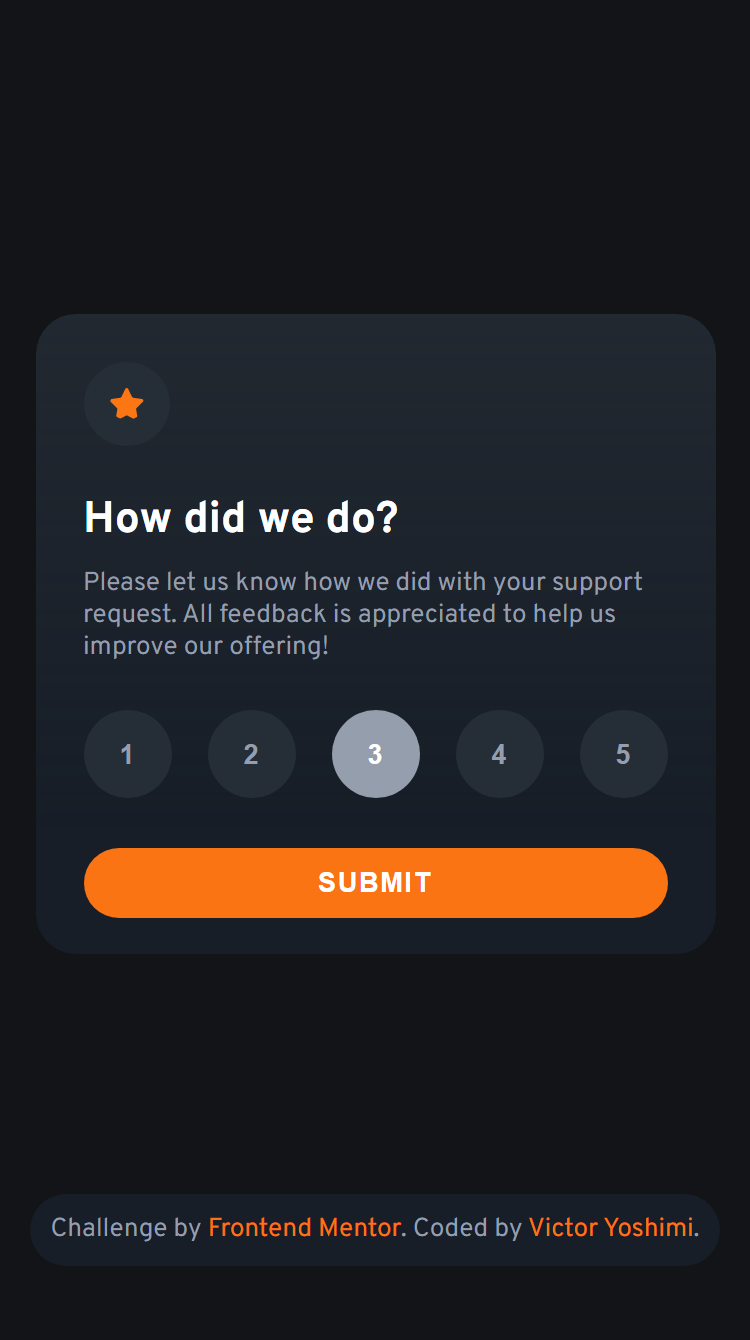 How did we do?
Please let us know how we did with your support
request. All feedback is appreciated to help us
improve our offering!
1 2 3 4 5
SUBMIT
Challenge by Frontend Mentor. Coded by Victor Yoshimi.